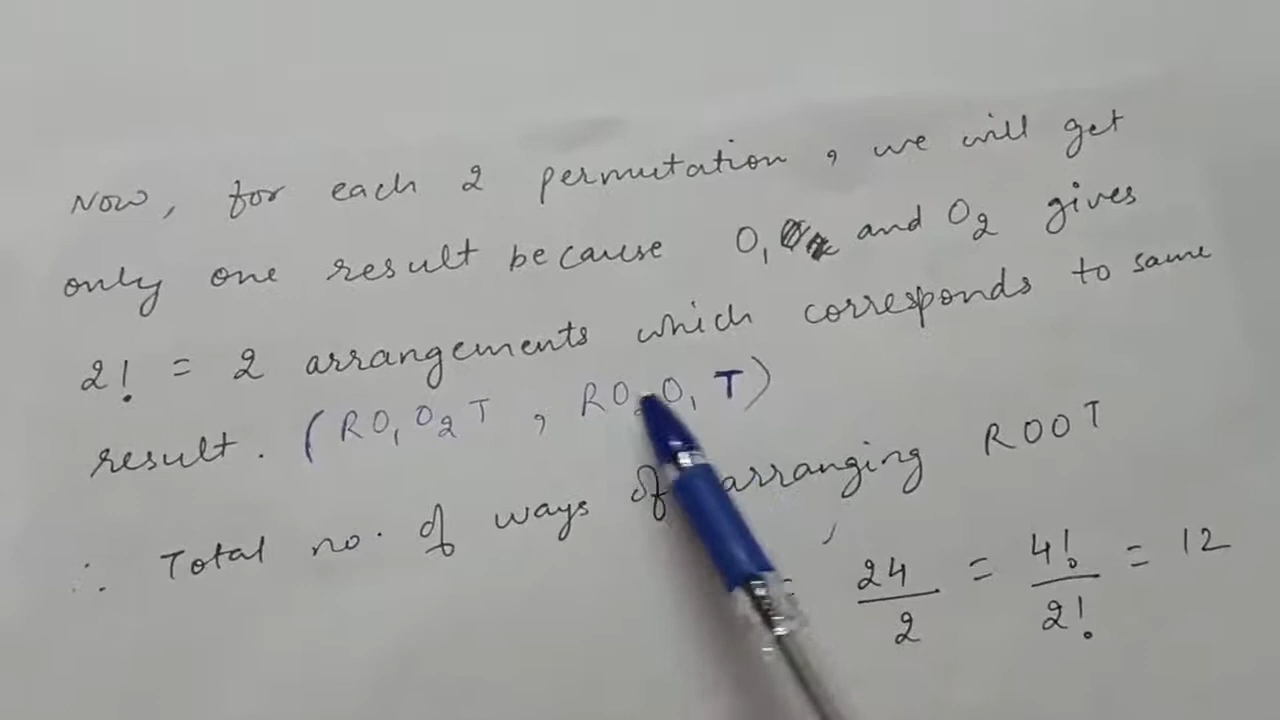 Now, for each 2 permutation, we will get
only one result because O₁ and O₂ gives
2! = 2 arrangements which corresponds to same
result. (RO₁O₂T, RO₂O₁T)
∴ Total no. of ways of arranging ROOT
= 24/2 = 4!/2! = 12